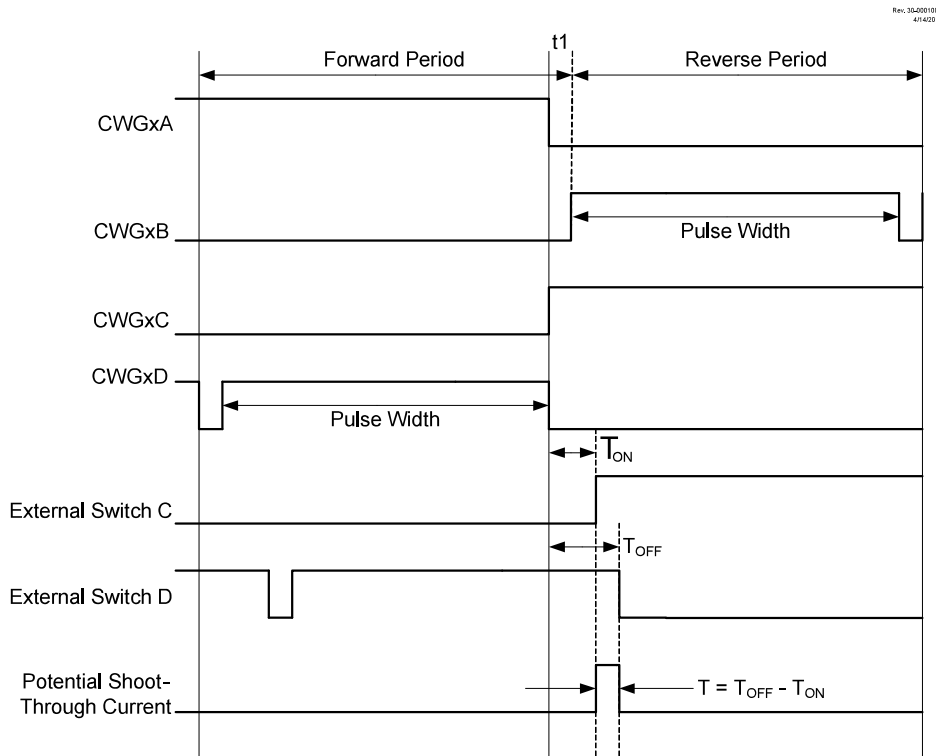 Rev. 30-00010
4/14/20
t1
Forward Period
Reverse Period
CWGxA
CWGxB
Pulse Width
CWGxC
CWGxD
Pulse Width
TON
External Switch C
TOFF
External Switch D
Potential Shoot-
Through Current
T = TOFF - TON